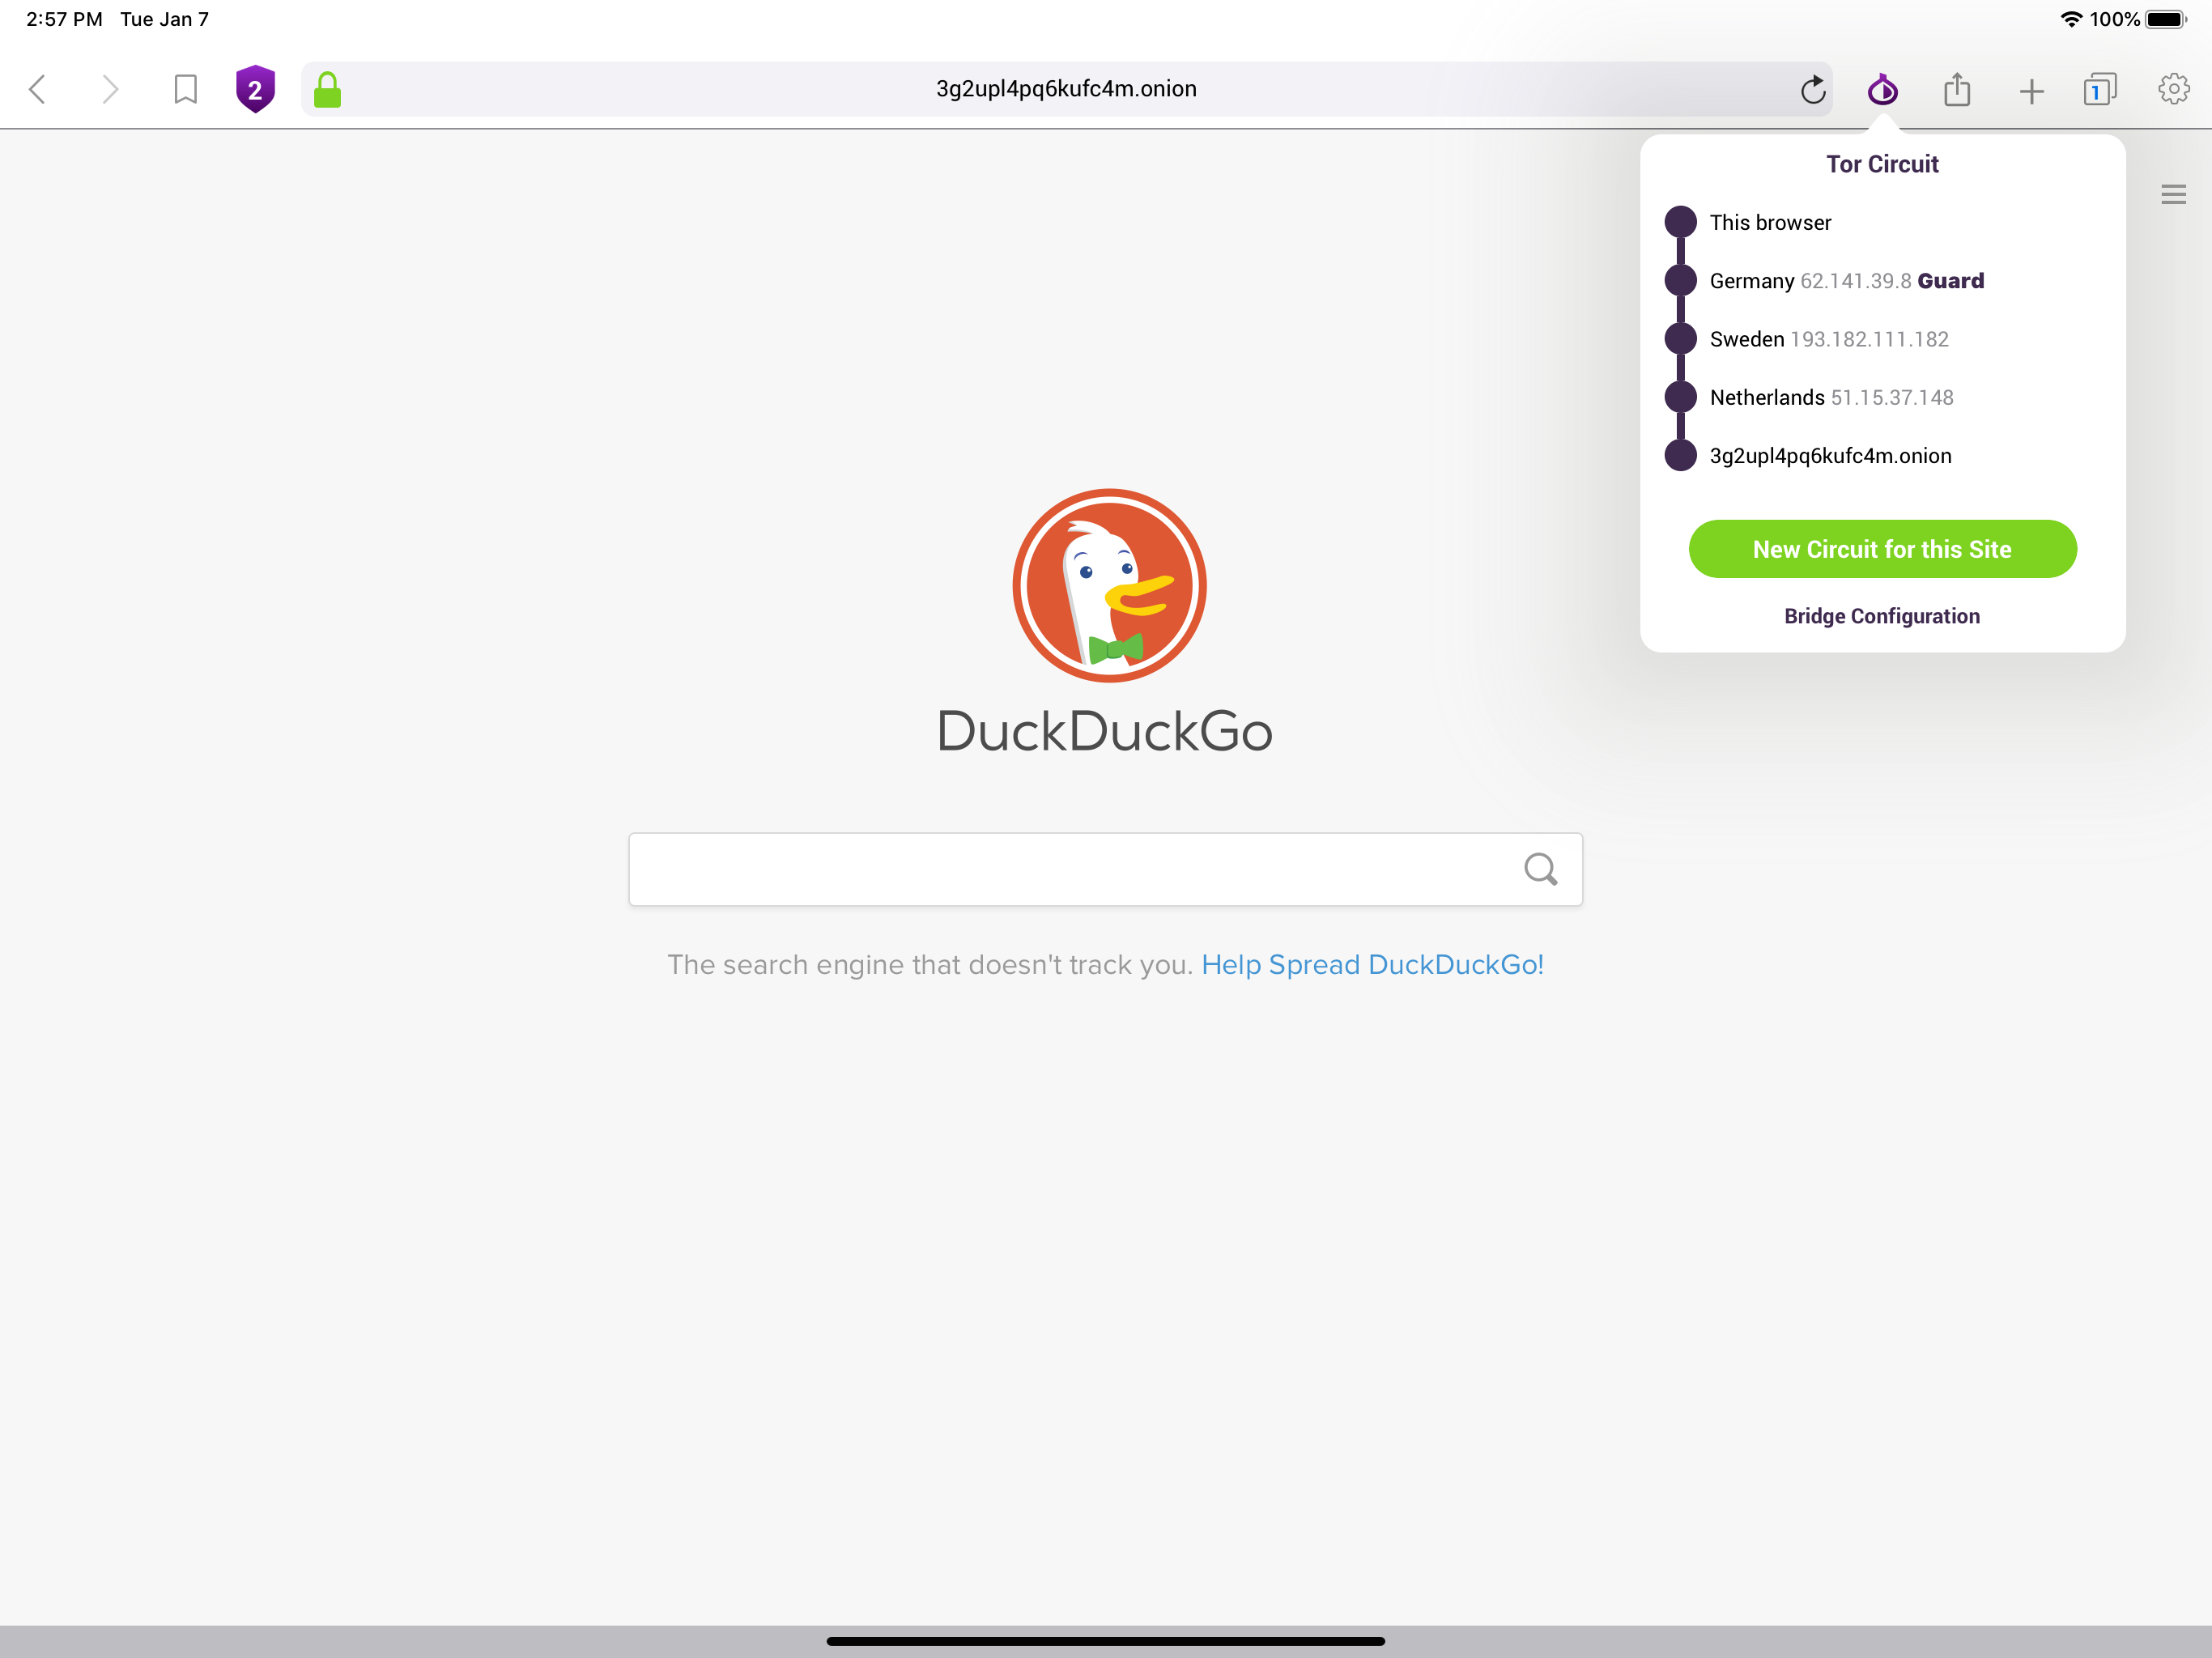 2:57 PM Tue Jan 7
100%
2
3g2upl4pq6kufc4m.onion
1
Tor Circuit
This browser
Germany 62.141.39.8 Guard
Sweden 193.182.111.182
Netherlands 51.15.37.148
3g2upl4pq6kufc4m.onion
New Circuit for this Site
Bridge Configuration
DuckDuckGo
The search engine that doesn't track you. Help Spread DuckDuckGo!